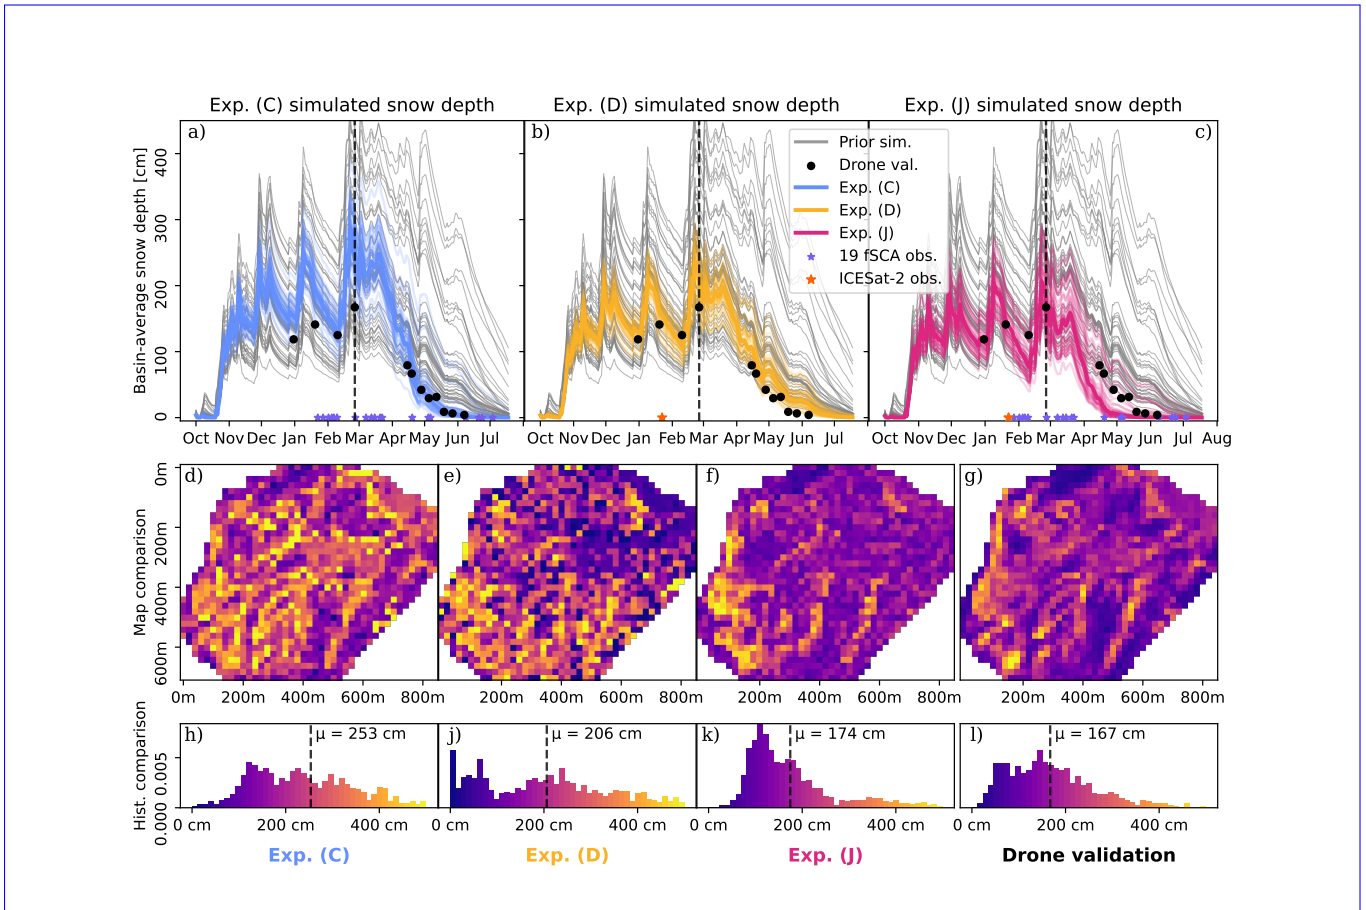 Exp. (C) simulated snow depth
Exp. (D) simulated snow depth
Exp. (J) simulated snow depth
a)
b)
c)
Basin-average snow depth [cm]
400
300
200
100
0
Prior sim.
Drone val.
Exp. (C)
Exp. (D)
Exp. (J)
19 fSCA obs.
ICESat-2 obs.
Oct Nov Dec Jan Feb Mar Apr May Jun Jul
Oct Nov Dec Jan Feb Mar Apr May Jun Jul
Oct Nov Dec Jan Feb Mar Apr May Jun Jul Aug
d)
e)
f)
g)
Map comparison
0m
200m
400m
600m
0m 200m 400m 600m 800m
200m 400m 600m 800m
200m 400m 600m 800m
200m 400m 600m 800m
h)
μ = 253 cm
j)
μ = 206 cm
k)
μ = 174 cm
l)
μ = 167 cm
Hist. comparison
0.005
0.000
0 cm 200 cm 400 cm
0 cm 200 cm 400 cm
0 cm 200 cm 400 cm
0 cm 200 cm 400 cm
Exp. (C)
Exp. (D)
Exp. (J)
Drone validation